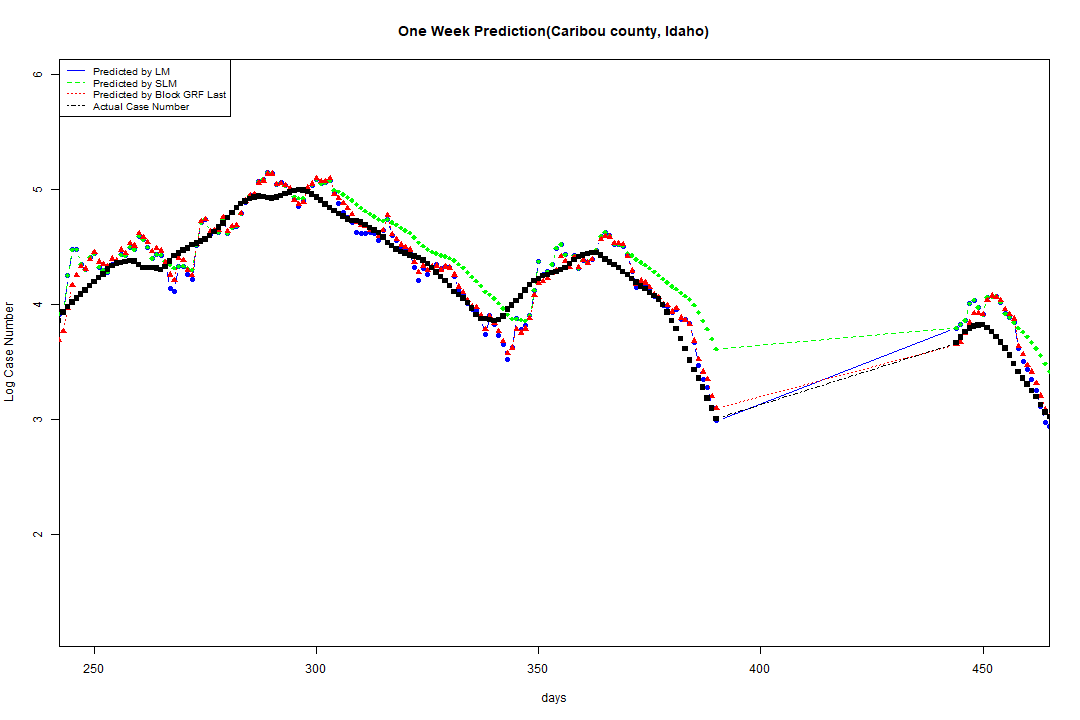 One Week Prediction(Caribou county, Idaho)
Predicted by LM
Predicted by SLM
Predicted by Block GRF Last
Actual Case Number
6
5
4
3
2
Log Case Number
250 300 350 400 450
days